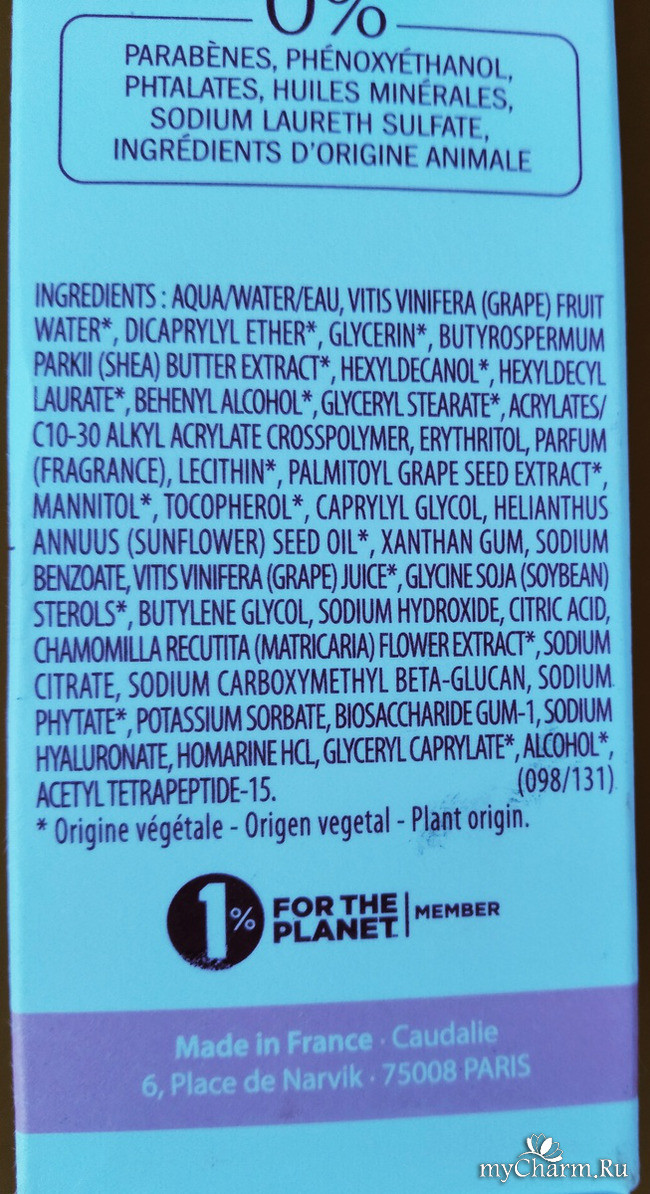 0%
PARABÈNES, PHÉNOXYÉTHANOL,
PHTALATES, HUILES MINÉRALES,
SODIUM LAURETH SULFATE,
INGRÉDIENTS D'ORIGINE ANIMALE
INGREDIENTS : AQUA/WATER/EAU, VITIS VINIFERA (GRAPE) FRUIT
WATER*, DICAPRYLYL ETHER*, GLYCERIN*, BUTYROSPERMUM
PARKII (SHEA) BUTTER EXTRACT*, HEXYLDECANOL*, HEXYLDECYL
LAURATE*, BEHENYL ALCOHOL*, GLYCERYL STEARATE*, ACRYLATES/
C10-30 ALKYL ACRYLATE CROSSPOLYMER, ERYTHRITOL, PARFUM
(FRAGRANCE), LECITHIN*, PALMITOYL GRAPE SEED EXTRACT*,
MANNITOL*, TOCOPHEROL*, CAPRYLYL GLYCOL, HELIANTHUS
ANNUUS (SUNFLOWER) SEED OIL*, XANTHAN GUM, SODIUM
BENZOATE, VITIS VINIFERA (GRAPE) JUICE*, GLYCINE SOJA (SOYBEAN)
STEROLS*, BUTYLENE GLYCOL, SODIUM HYDROXIDE, CITRIC ACID,
CHAMOMILLA RECUTITA (MATRICARIA) FLOWER EXTRACT*, SODIUM
CITRATE, SODIUM CARBOXYMETHYL BETA-GLUCAN, SODIUM
PHYTATE*, POTASSIUM SORBATE, BIOSACCHARIDE GUM-1, SODIUM
HYALURONATE, HOMARINE HCL, GLYCERYL CAPRYLATE*, ALCOHOL*,
ACETYL TETRAPEPTIDE-15. (098/131)
* Origine végétale - Origen vegetal - Plant origin.
1% FOR THE
PLANET. MEMBER
Made in France · Caudalie
6, Place de Narvik · 75008 PARIS
myCharm.Ru